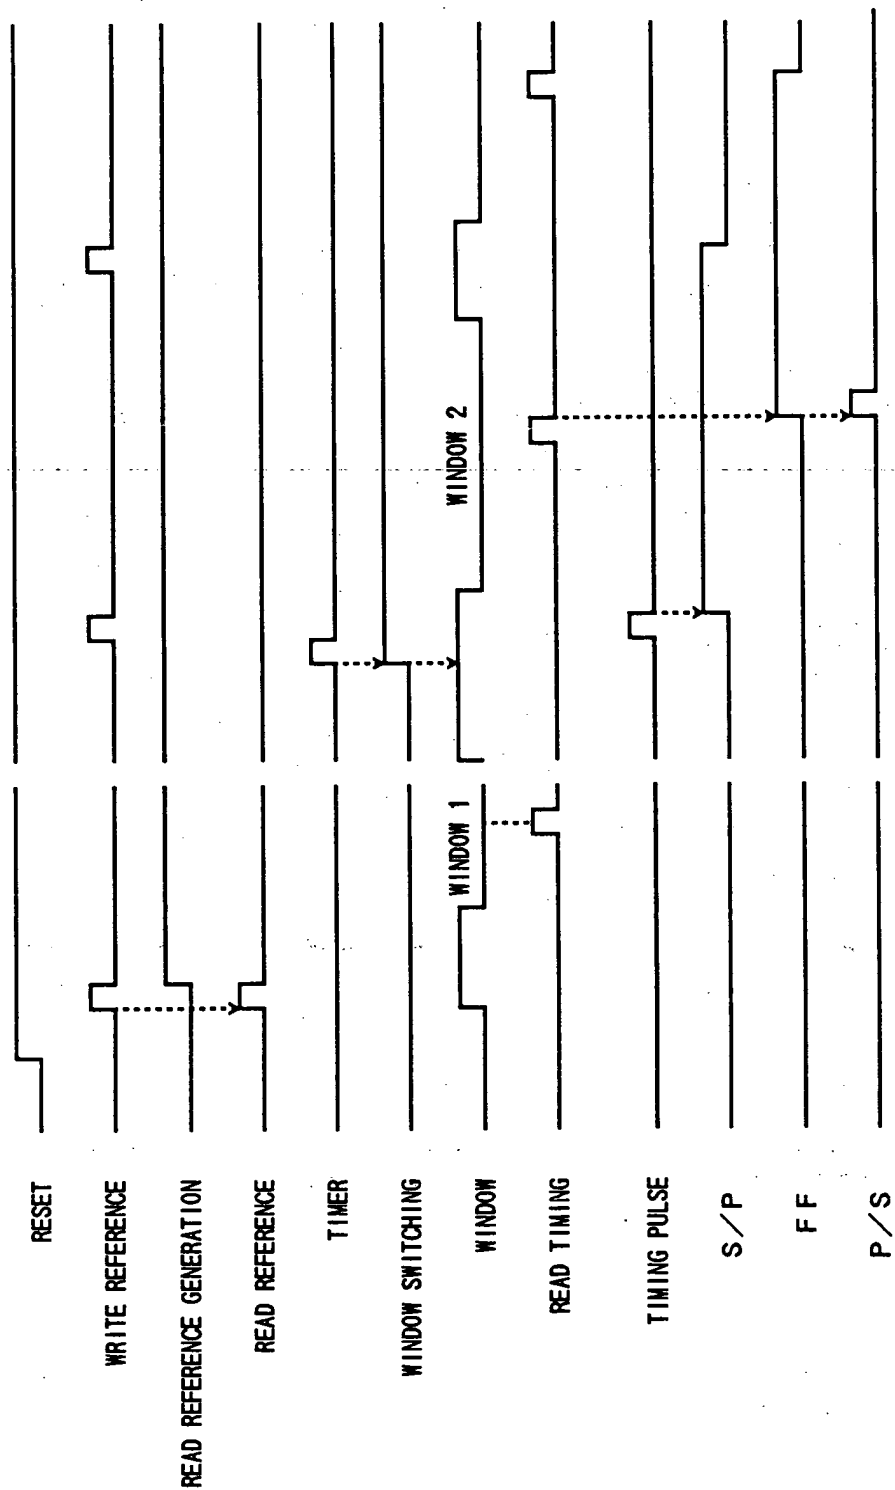 RESET
WRITE REFERENCE
READ REFERENCE GENERATION
READ REFERENCE
TIMER
WINDOW SWITCHING
WINDOW 1
WINDOW 2
WINDOW
READ TIMING
TIMING PULSE
S/P
FF
P/S